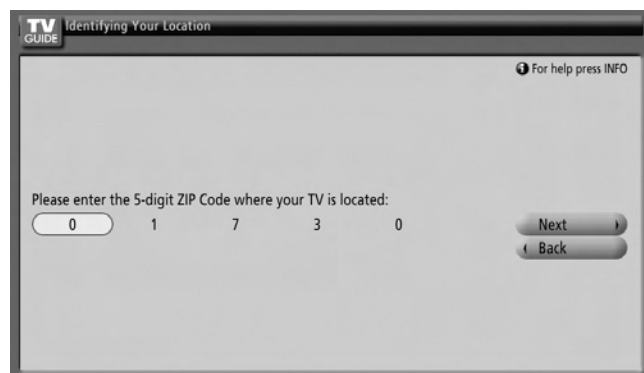 TV
GUIDE
Identifying Your Location
For help press INFO
Please enter the 5-digit ZIP Code where your TV is located:
0 1 7 3 0
Next
Back